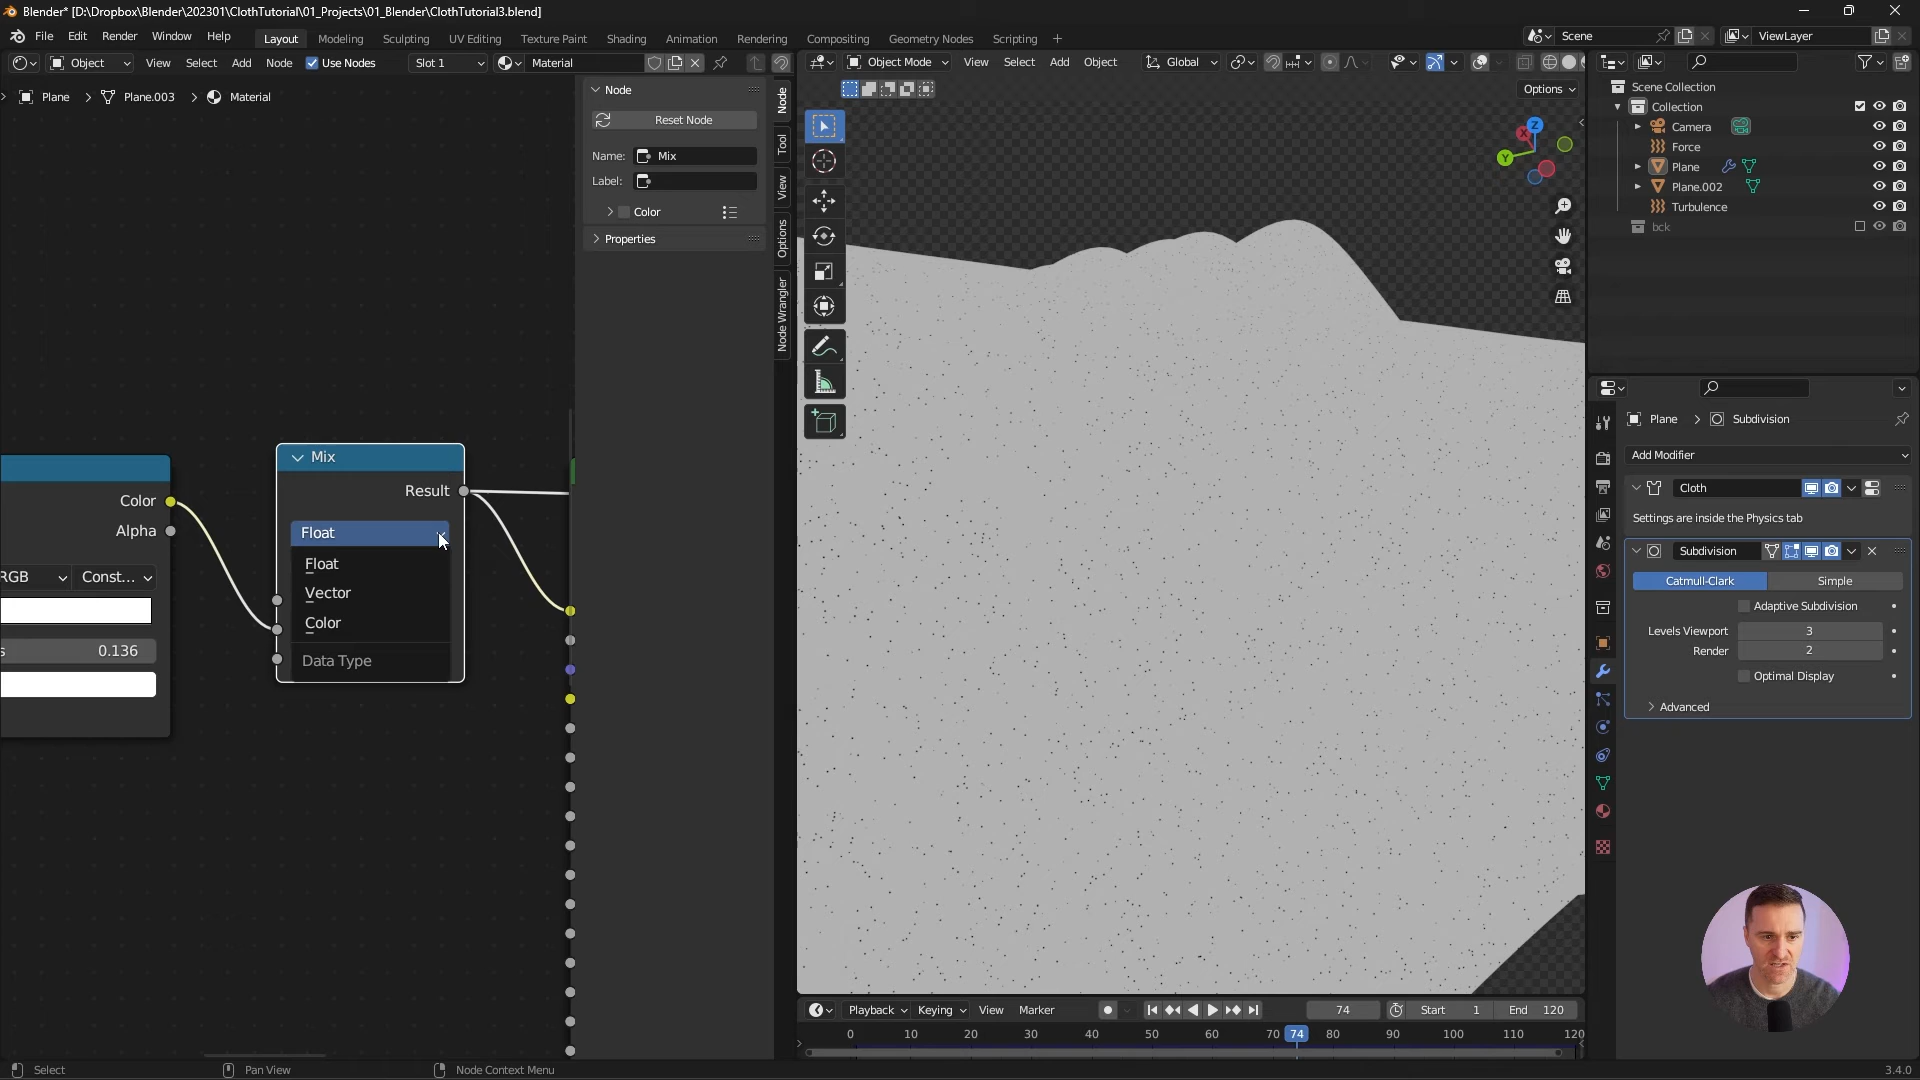 Blender* [D:\Dropbox\Blender\202301\ClothTutorial\01_Projects\01_Blender\ClothTutorial3.blend]
File Edit Render Window Help Layout Modeling Sculpting UV Editing Texture Paint Shading Animation Rendering Compositing Geometry Nodes Scripting + Scene ViewLayer
Object View Select Add Node Use Nodes Slot 1 Material
Object Mode View Select Add Object Global
Options
Plane > Plane.003 > Material
Node
Reset Node
Name: Mix
Label:
Color
Properties
Node
Tool
View
Options
Node Wrangler
Color
Alpha
RGB Const...
s 0.136
Mix
Result
Float
Float
Vector
Color
Data Type
Z
X
Y
Scene Collection
Collection
Camera
Force
Plane
Plane.002
Turbulence
bck
Plane > Subdivision
Add Modifier
Cloth
Settings are inside the Physics tab
Subdivision
Catmull-Clark Simple
Adaptive Subdivision
Levels Viewport 3
Render 2
Optimal Display
Advanced
Playback Keying View Marker 74 Start 1 End 120
0 10 20 30 40 50 60 70 74 80 90 100 110 120
Select Pan View Node Context Menu 3.4.0